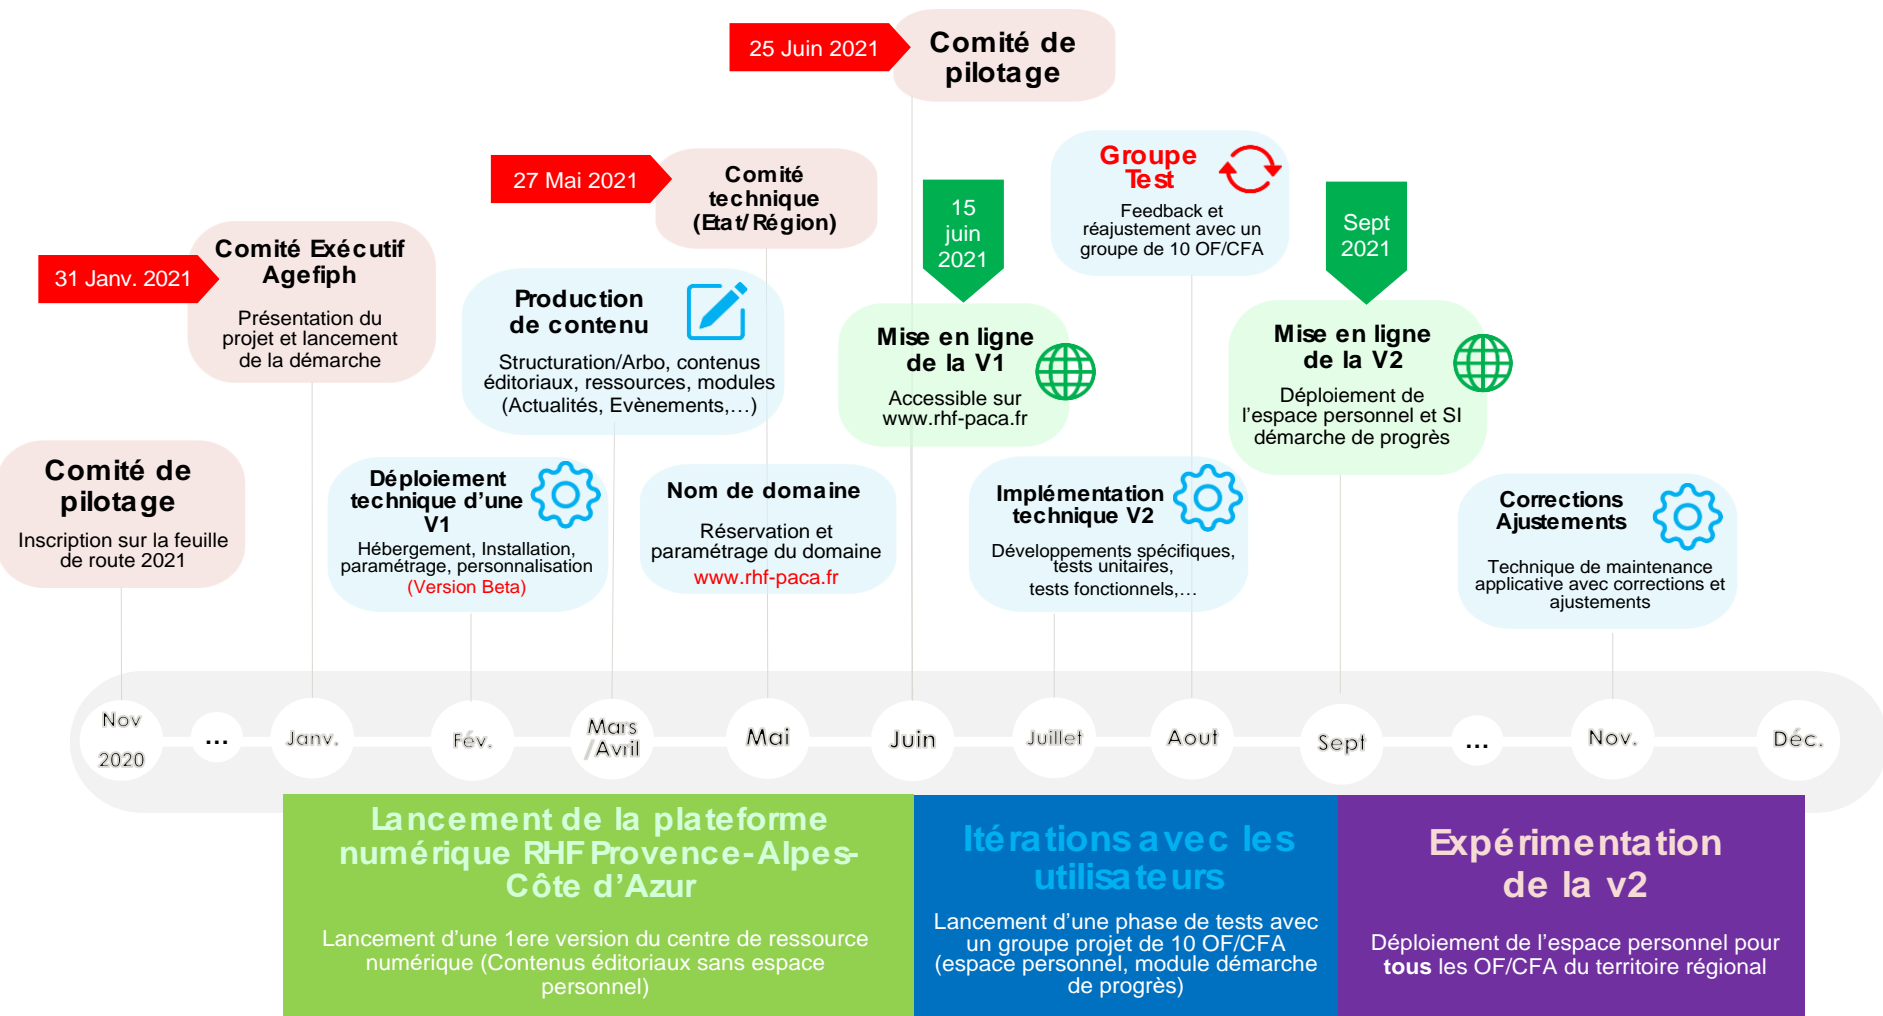 25 Juin 2021
Comité de
pilotage
27 Mai 2021
Comité
technique
(Etat/Région)
15
juin
2021
Groupe
Test
Feedback et
réajustement avec un
groupe de 10 OF/CFA
Sept
2021
31 Janv. 2021
Comité Exécutif
Agefiph
Présentation du
projet et lancement
de la démarche
Production
de contenu
Structuration/Arbo, contenus
éditoriaux, ressources, modules
(Actualités, Evènements,…)
Mise en ligne
de la V1
Accessible sur
www.rhf-paca.fr
Mise en ligne
de la V2
Déploiement de
l’espace personnel et SI
démarche de progrès
Comité de
pilotage
Inscription sur la feuille
de route 2021
Déploiement
technique d’une
V1
Hébergement, Installation,
paramétrage, personnalisation
(Version Beta)
Nom de domaine
Réservation et
paramétrage du domaine
www.rhf-paca.fr
Implémentation
technique V2
Développements spécifiques,
tests unitaires,
tests fonctionnels,…
Corrections
Ajustements
Technique de maintenance
applicative avec corrections et
ajustements
Nov
2020
...
Janv.
Fév.
Mars
/Avril
Mai
Juin
Juillet
Aout
Sept
...
Nov.
Déc.
Lancement de la plateforme
numérique RHF Provence-Alpes-
Côte d’Azur
Lancement d’une 1ere version du centre de ressource
numérique (Contenus éditoriaux sans espace
personnel)
Itérations avec les
utilisateurs
Lancement d’une phase de tests avec
un groupe projet de 10 OF/CFA
(espace personnel, module démarche
de progrès)
Expérimentation
de la v2
Déploiement de l’espace personnel pour
tous les OF/CFA du territoire régional